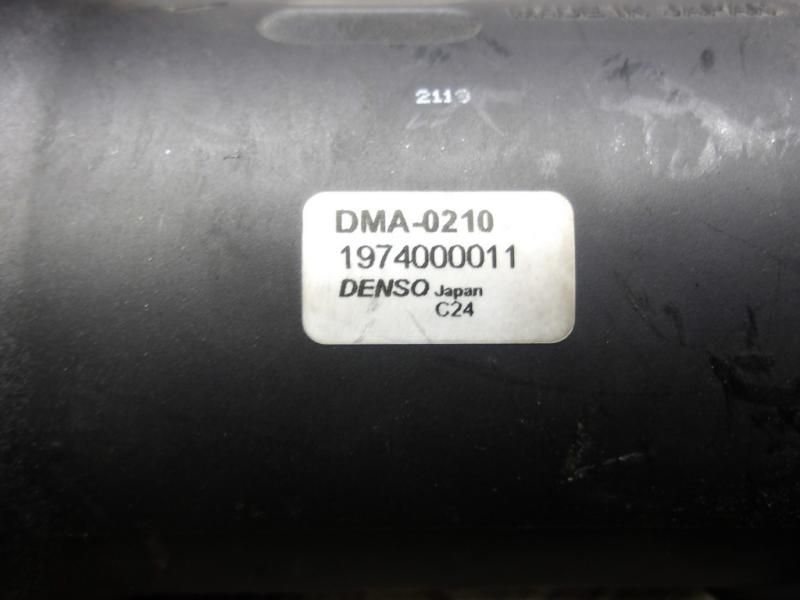 2119
DMA-0210
1974000011
DENSO Japan
C24